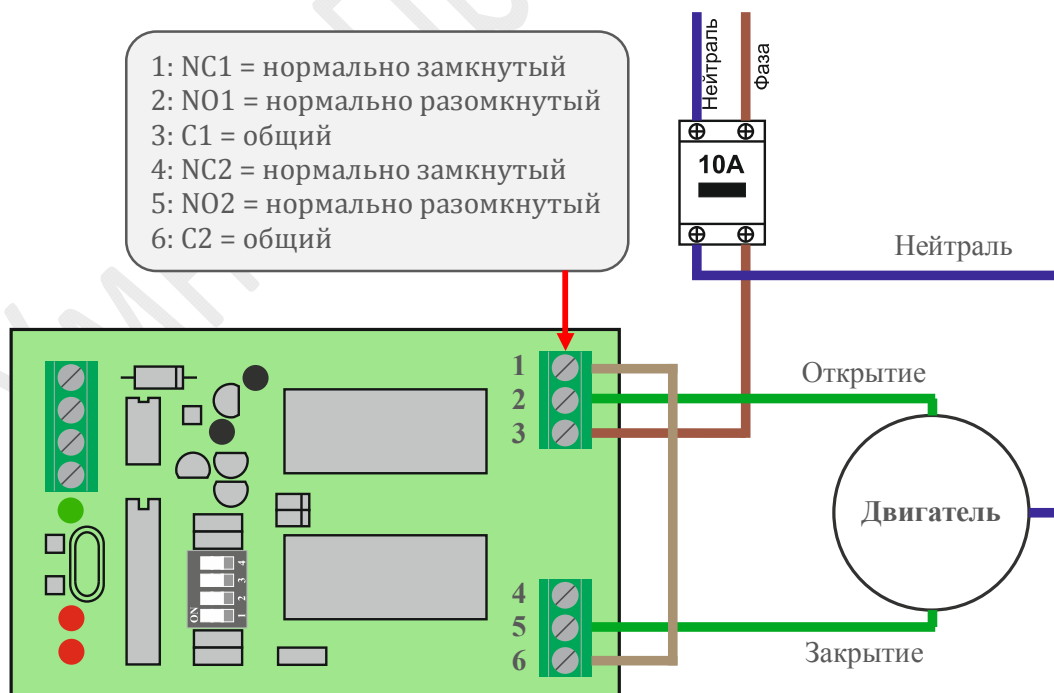 1: NC1 = нормально замкнутый
2: NO1 = нормально разомкнутый
3: C1 = общий
4: NC2 = нормально замкнутый
5: NO2 = нормально разомкнутый
6: C2 = общий
Нейтраль
Фаза
10A
Нейтраль
1
2
3
Открытие
Двигатель
4
5
6
Закрытие
ON
1
2
3
4